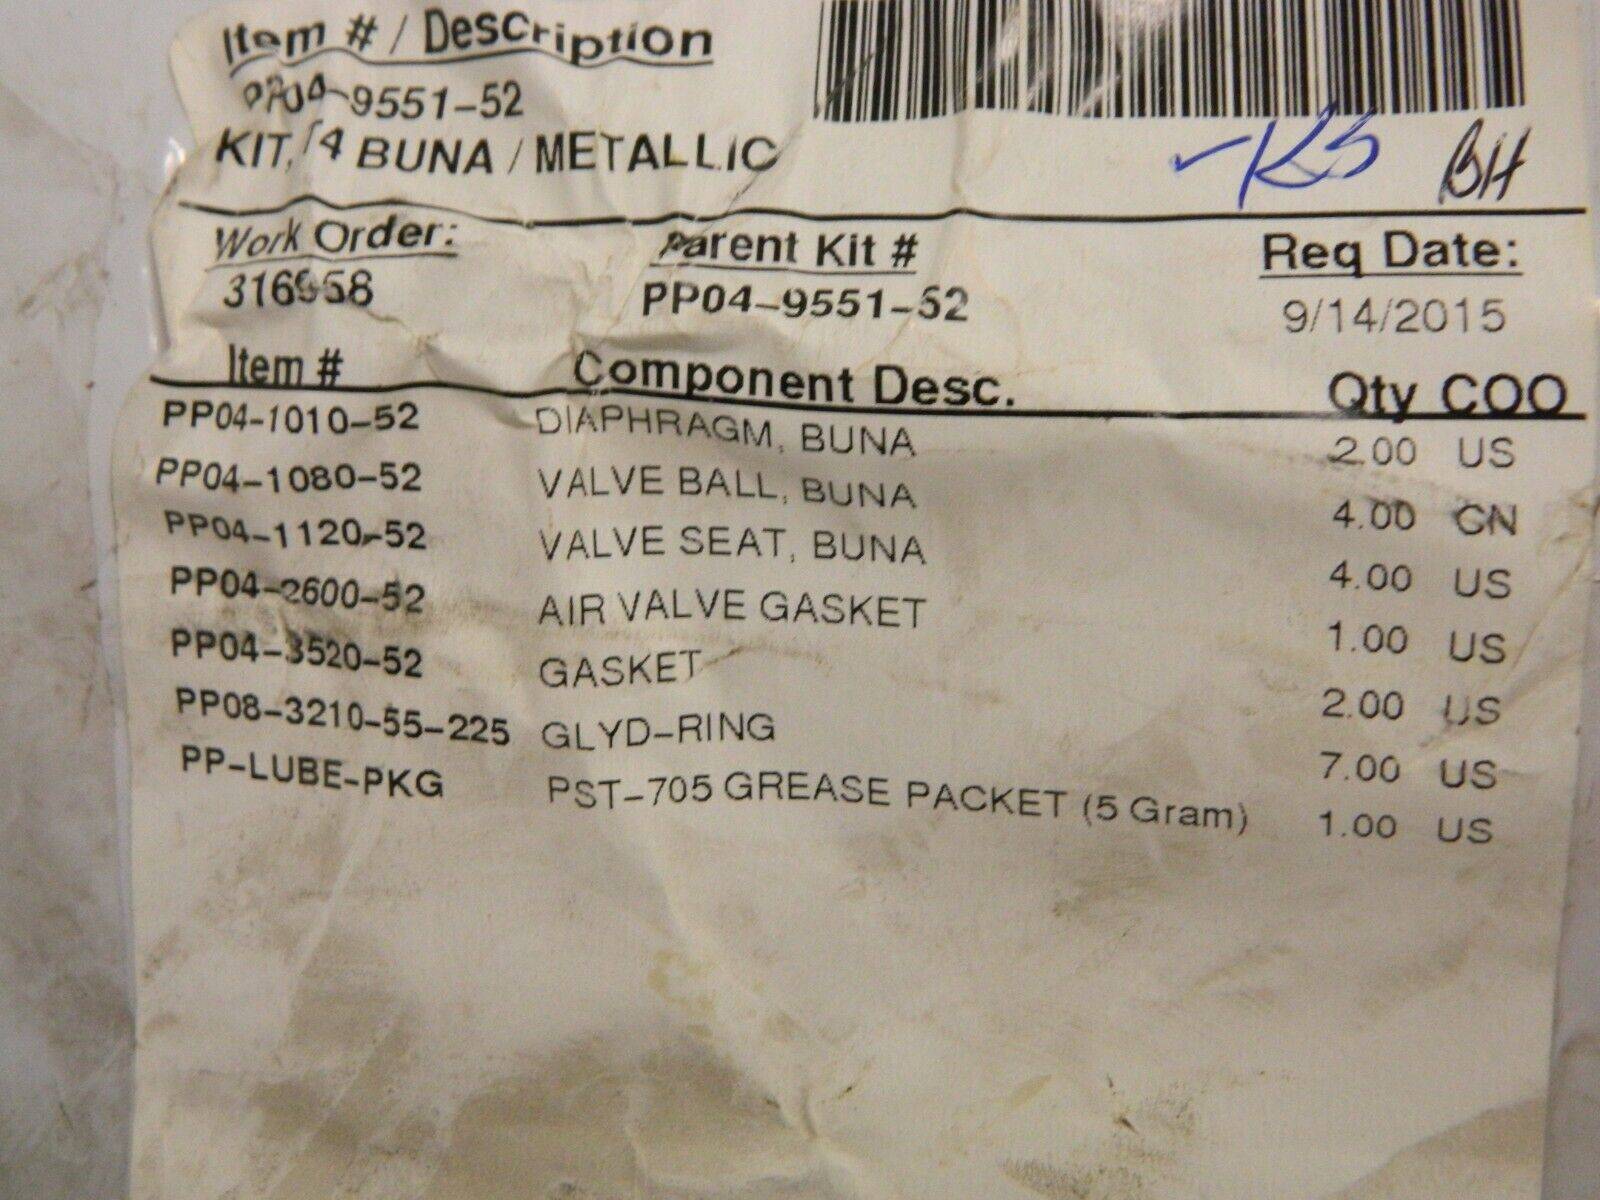 Item # / Description
PP04-9551-52
KIT, 4 BUNA / METALLIC
BH
Work Order: Parent Kit # Req Date:
PP04-9551-52 9/14/2015
Item # Component Desc. Qty COO
PP04-1010-52 DIAPHRAGM, BUNA 2.00 US
PP04-1080-52 VALVE BALL, BUNA 4.00 CN
PP04-1120-52 VALVE SEAT, BUNA 4.00 US
PP04-2600-52 AIR VALVE GASKET 1.00 US
PP04-3520-52 GASKET 2.00 US
PP08-3210-55-225 GLYD-RING 7.00 US
PP-LUBE-PKG PST-705 GREASE PACKET (5 Gram) 1.00 US